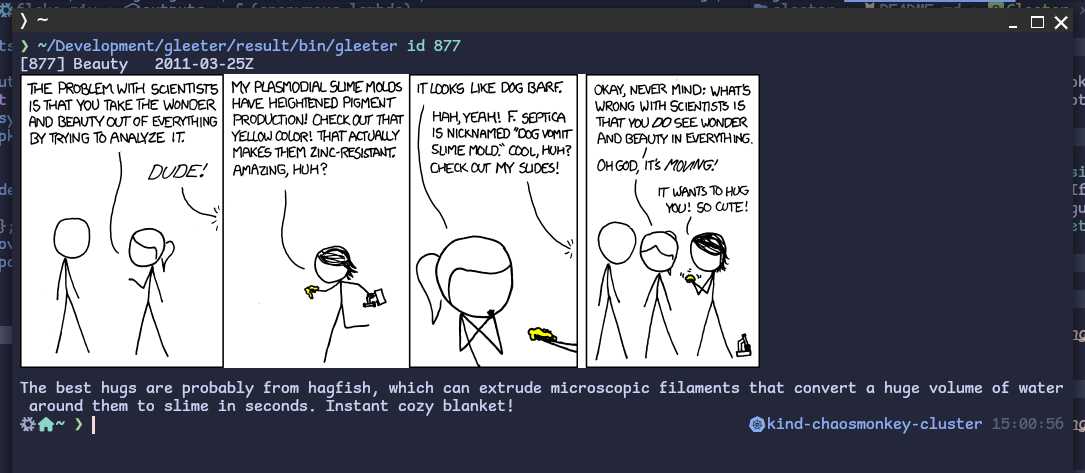 ❯ ~
❯ ~/Development/gleeter/result/bin/gleeter id 877
[877] Beauty 2011-03-25Z
THE PROBLEM WITH SCIENTISTS
IS THAT YOU TAKE THE WONDER
AND BEAUTY OUT OF EVERYTHING
BY TRYING TO ANALYZE IT.
DUDE!
MY PLASMODIAL SLIME MOLDS
HAVE HEIGHTENED PIGMENT
PRODUCTION! CHECK OUT THAT
YELLOW COLOR! THAT ACTUALLY
MAKES THEM ZINC-RESISTANT.
AMAZING, HUH?
IT LOOKS LIKE DOG BARF.
HAH, YEAH! F. SEPTICA
IS NICKNAMED "DOG VOMIT
SLIME MOLD." COOL, HUH?
CHECK OUT MY SLIDES!
OKAY, NEVER MIND: WHAT'S
WRONG WITH SCIENTISTS IS
THAT YOU DO SEE WONDER
AND BEAUTY IN EVERYTHING.
OH GOD, IT'S MOVING!
IT WANTS TO HUG
YOU! SO CUTE!
The best hugs are probably from hagfish, which can extrude microscopic filaments that convert a huge volume of water
around them to slime in seconds. Instant cozy blanket!
~ ❯
kind-chaosmonkey-cluster 15:00:56